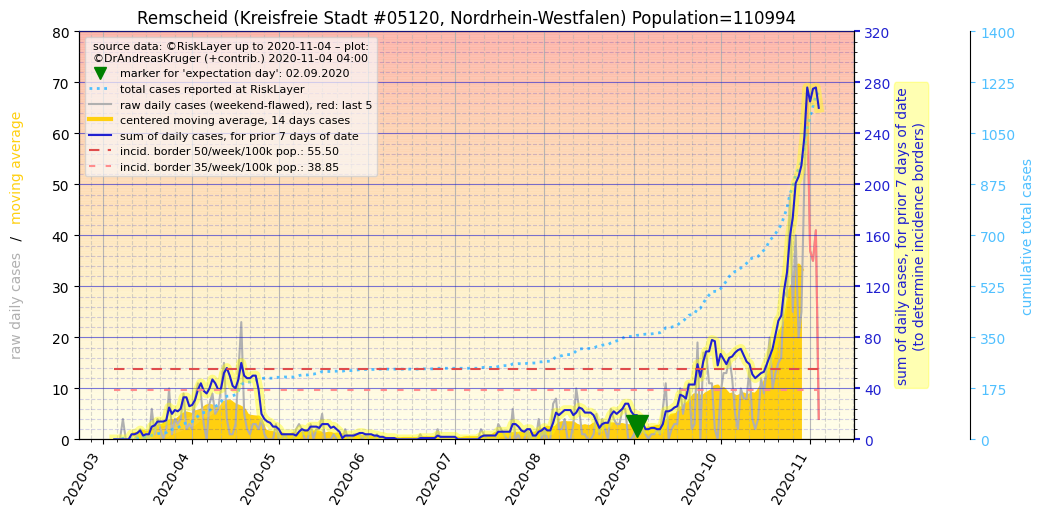 Remscheid (Kreisfreie Stadt #05120, Nordrhein-Westfalen) Population=110994
source data: ©RiskLayer up to 2020-11-04 – plot:
©DrAndreasKruger (+contrib.) 2020-11-04 04:00
marker for 'expectation day': 02.09.2020
total cases reported at RiskLayer
raw daily cases (weekend-flawed), red: last 5
centered moving average, 14 days cases
sum of daily cases, for prior 7 days of date
incid. border 50/week/100k pop.: 55.50
incid. border 35/week/100k pop.: 38.85
raw daily cases / moving average
80
70
60
50
40
30
20
10
0
320
280
240
200
160
120
80
40
0
sum of daily cases, for prior 7 days of date
(to determine incidence borders)
1400
1225
1050
875
700
525
350
175
0
cumulative total cases
2020-03
2020-04
2020-05
2020-06
2020-07
2020-08
2020-09
2020-10
2020-11